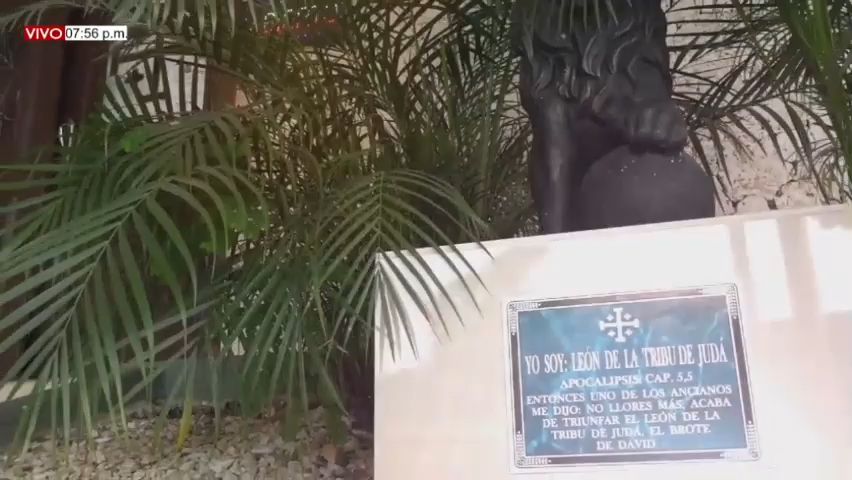 VIVO 07:56 p.m.
YO SOY: LEÓN DE LA TRIBU DE JUDÁ
APOCALIPSIS: CAP. 5,5
ENTONCES UNO DE LOS ANCIANOS
ME DIJO: NO LLORES MÁS, ACABA
DE TRIUNFAR EL LEÓN DE LA
TRIBU DE JUDÁ, EL BROTE
DE DAVID